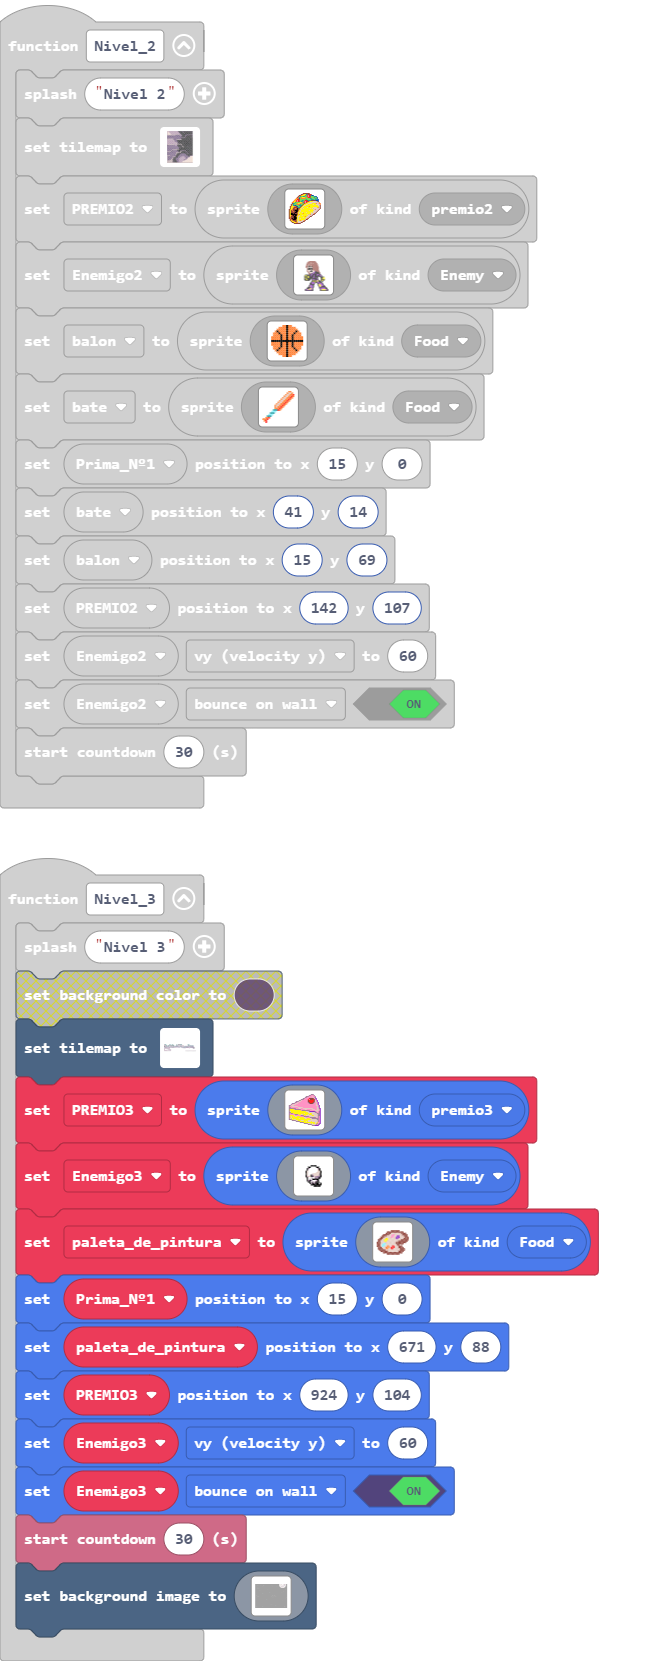 function Nivel_2
splash "Nivel 2"
set tilemap to
set PREMIO2 to sprite of kind premio2
set Enemigo2 to sprite of kind Enemy
set balon to sprite of kind Food
set bate to sprite of kind Food
set Prima_Nº1 position to x 15 y 0
set bate position to x 41 y 14
set balon position to x 15 y 69
set PREMIO2 position to x 142 y 107
set Enemigo2 vy (velocity y) to 60
set Enemigo2 bounce on wall ON
start countdown 30 (s)
function Nivel_3
splash "Nivel 3"
set background color to
set tilemap to
set PREMIO3 to sprite of kind premio3
set Enemigo3 to sprite of kind Enemy
set paleta_de_pintura to sprite of kind Food
set Prima_Nº1 position to x 15 y 0
set paleta_de_pintura position to x 671 y 88
set PREMIO3 position to x 924 y 104
set Enemigo3 vy (velocity y) to 60
set Enemigo3 bounce on wall ON
start countdown 30 (s)
set background image to